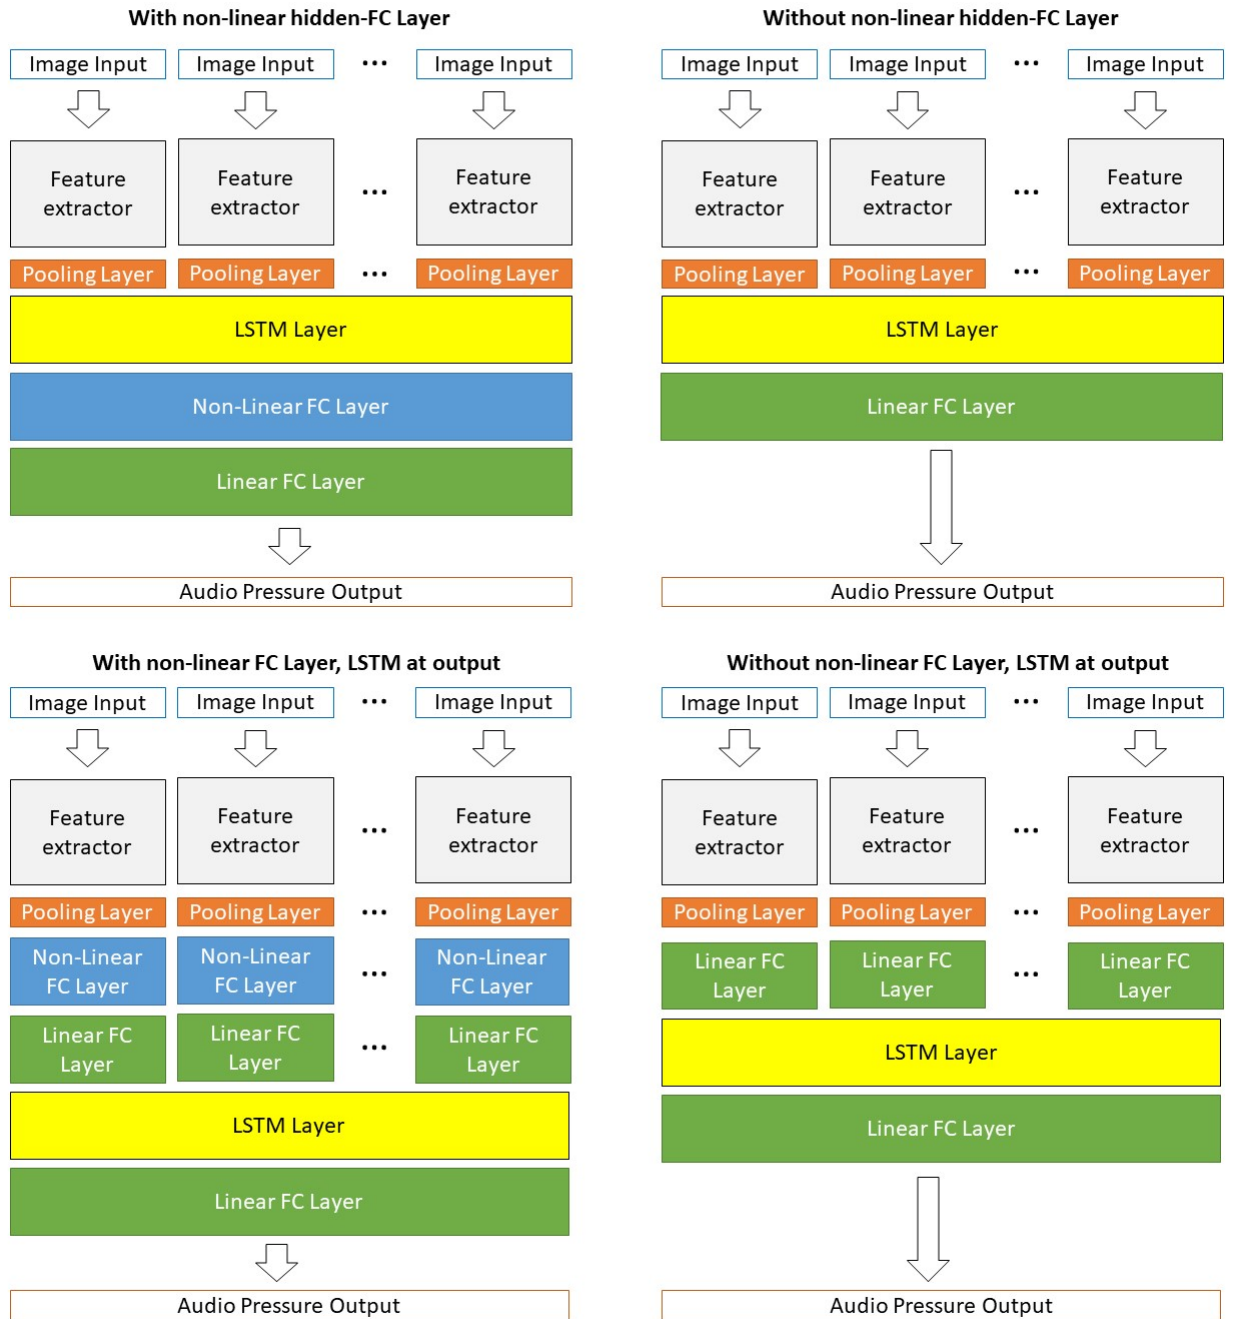 With non-linear hidden-FC Layer
Image Input Image Input ... Image Input
Feature extractor Feature extractor ... Feature extractor
Pooling Layer Pooling Layer ... Pooling Layer
LSTM Layer
Non-Linear FC Layer
Linear FC Layer
Audio Pressure Output
Without non-linear hidden-FC Layer
Image Input Image Input ... Image Input
Feature extractor Feature extractor ... Feature extractor
Pooling Layer Pooling Layer ... Pooling Layer
LSTM Layer
Linear FC Layer
Audio Pressure Output
With non-linear FC Layer, LSTM at output
Image Input Image Input ... Image Input
Feature extractor Feature extractor ... Feature extractor
Pooling Layer Pooling Layer ... Pooling Layer
Non-Linear FC Layer Non-Linear FC Layer ... Non-Linear FC Layer
Linear FC Layer Linear FC Layer ... Linear FC Layer
LSTM Layer
Linear FC Layer
Audio Pressure Output
Without non-linear FC Layer, LSTM at output
Image Input Image Input ... Image Input
Feature extractor Feature extractor ... Feature extractor
Pooling Layer Pooling Layer ... Pooling Layer
Linear FC Layer Linear FC Layer ... Linear FC Layer
LSTM Layer
Linear FC Layer
Audio Pressure Output